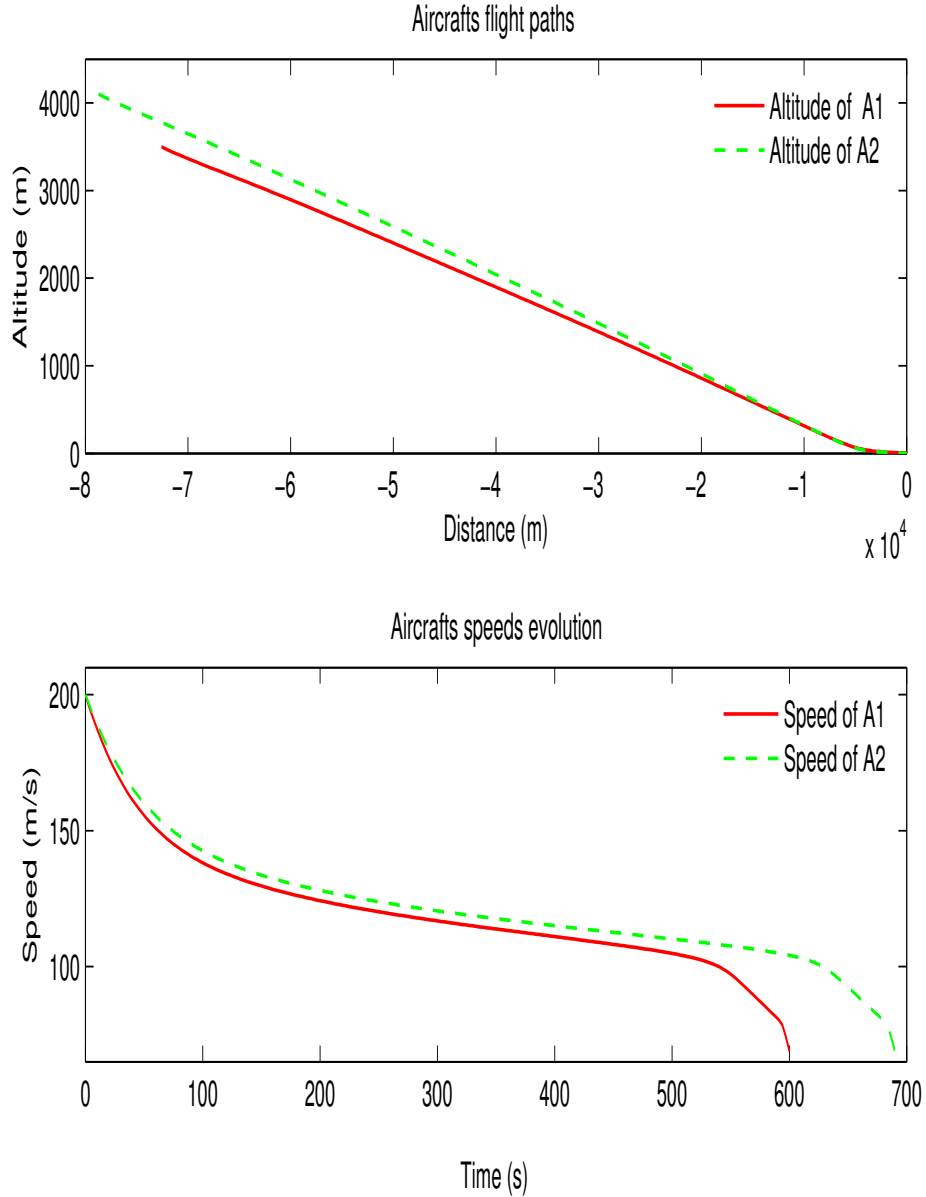 Aircrafts flight paths
Altitude (m)
4000
3000
2000
1000
0
Altitude of A1
Altitude of A2
−8 −7 −6 −5 −4 −3 −2 −1 0
Distance (m)
x 10^4
Aircrafts speeds evolution
Speed (m/s)
200
150
100
Speed of A1
Speed of A2
0 100 200 300 400 500 600 700
Time (s)